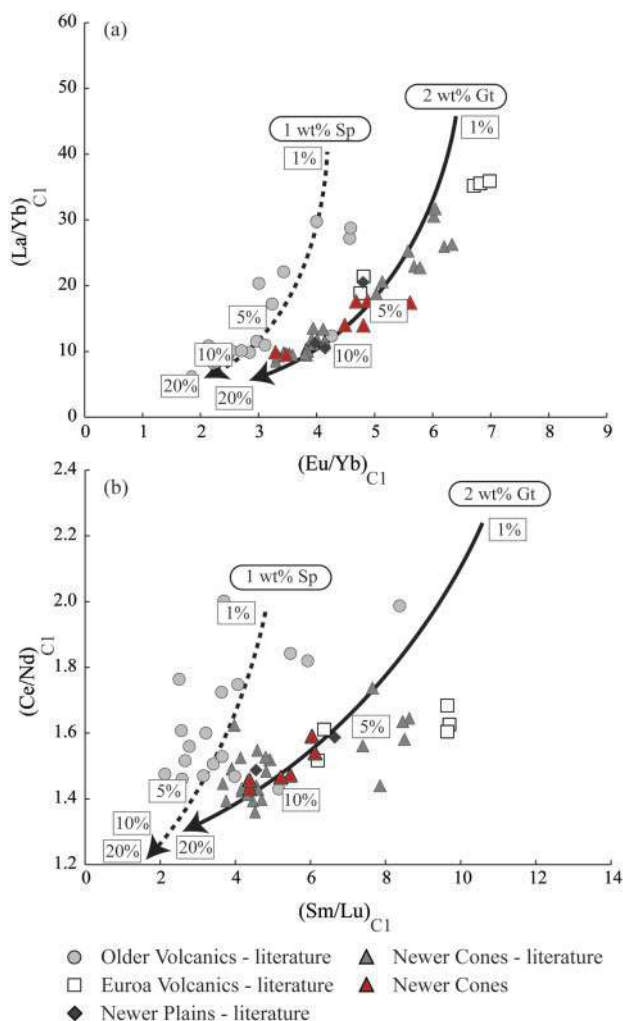 (a)
60
50
40
30
20
10
0
(La/Yb)C1
1 wt% Sp
1%
2 wt% Gt
1%
5%
5%
10%
10%
20%
20%
0 1 2 3 4 5 6 7 8 9
(Eu/Yb)C1
(b)
2.4
2.2
2.0
1.8
1.6
1.4
1.2
(Ce/Nd)C1
2 wt% Gt
1%
1 wt% Sp
1%
5%
5%
10%
10%
20%
20%
0 2 4 6 8 10 12 14
(Sm/Lu)C1
Older Volcanics - literature
Newer Cones - literature
Euroa Volcanics - literature
Newer Cones
Newer Plains - literature